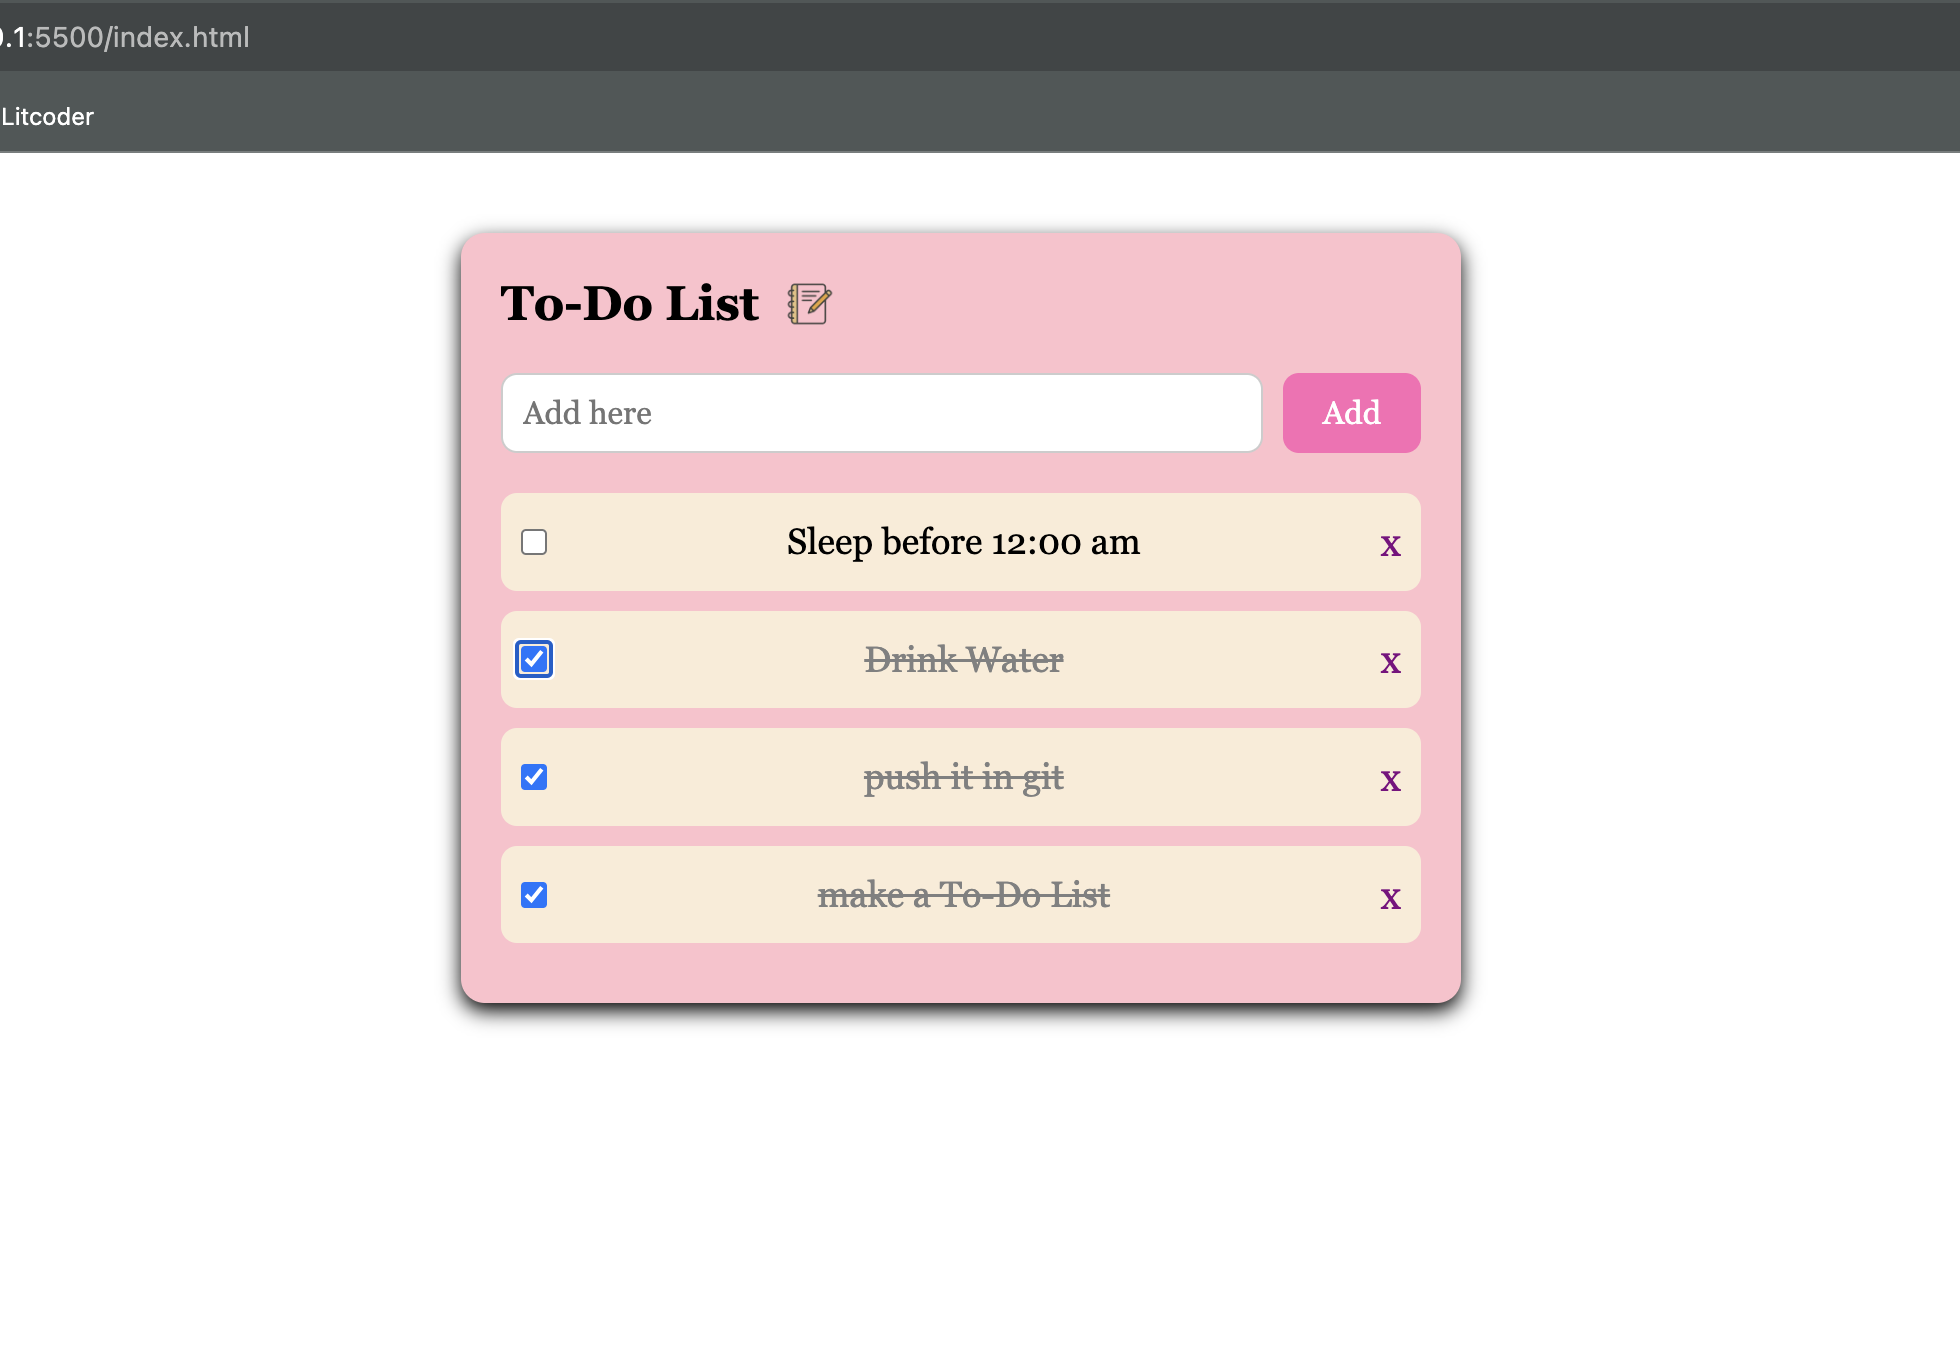 .1:5500/index.html
Litcoder
To-Do List
Add here
Add
Sleep before 12:00 am
x
Drink Water
x
push it in git
x
make a To-Do List
x